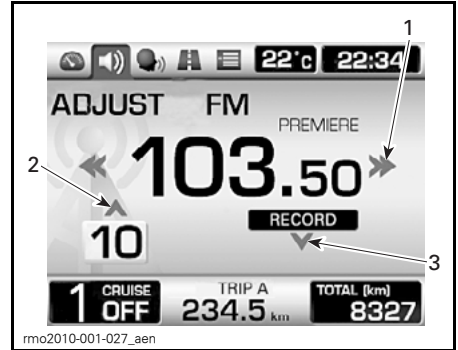 1
22°c 22:34
ADJUST FM
PREMIERE
103.50
2
10
RECORD
3
1 CRUISE OFF
TRIP A
234.5 km
TOTAL (km)
8327
rmo2010-001-027_aen